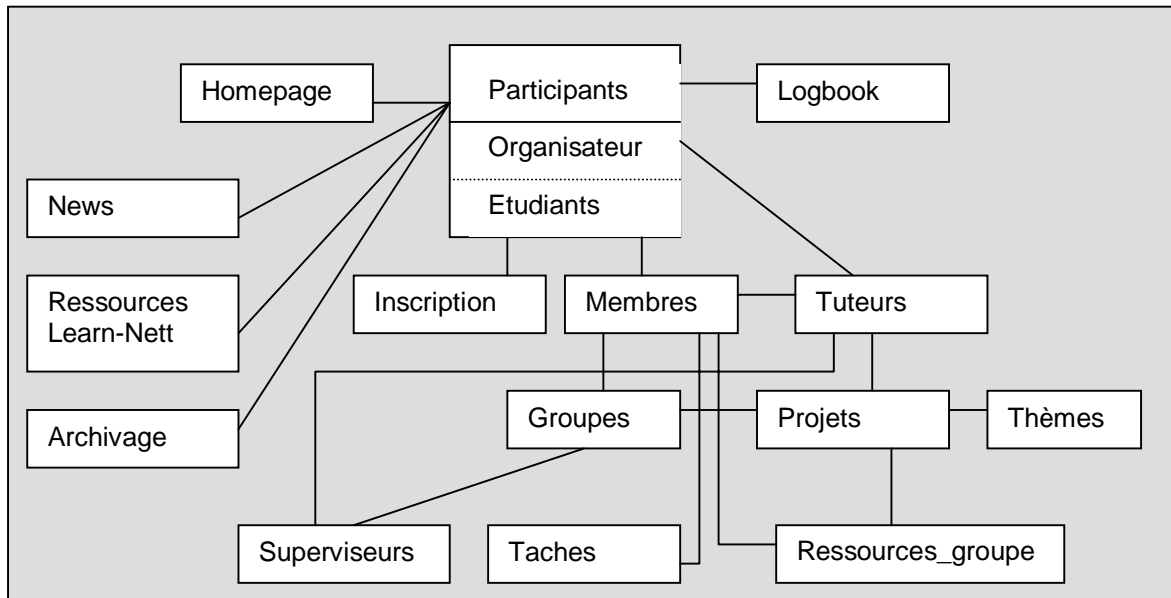 Homepage
Participants
Logbook
Organisateur
Etudiants
News
Ressources
Learn-Nett
Inscription
Membres
Tuteurs
Archivage
Groupes
Projets
Thèmes
Superviseurs
Taches
Ressources_groupe